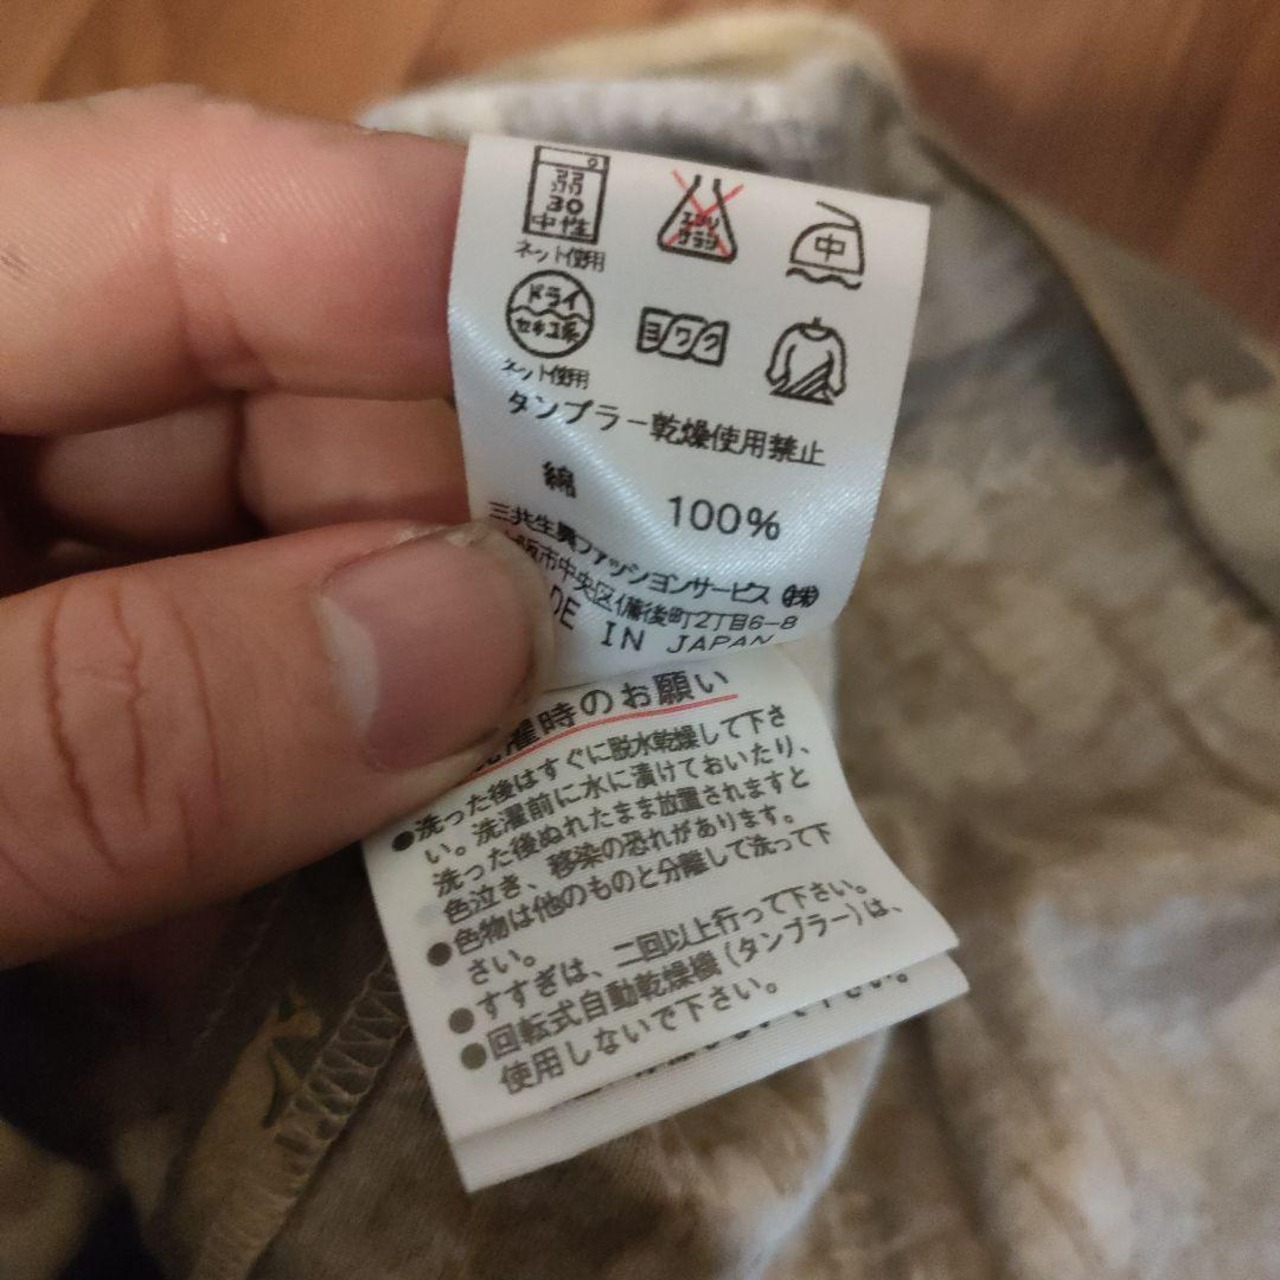 弱
30
中性
ネット使用
エンソ
サラシ
中
ドライ
セキユ系
ネット使用
ヨワク
タンブラー乾燥使用禁止
綿 100%
三共生興ファッションサービス㈱
阪市中央区備後町2丁目6-8
DE IN JAPAN
濯時のお願い
●洗った後はすぐに脱水乾燥して下さ
い。洗濯前に水に漬けておいたり、
洗った後ぬれたまま放置されますと
色泣き、移染の恐れがあります。
●色物は他のものと分離して洗って下
さい。
●すすぎは、二回以上行って下さい。
●回転式自動乾燥機(タンブラー)は、
使用しないで下さい。